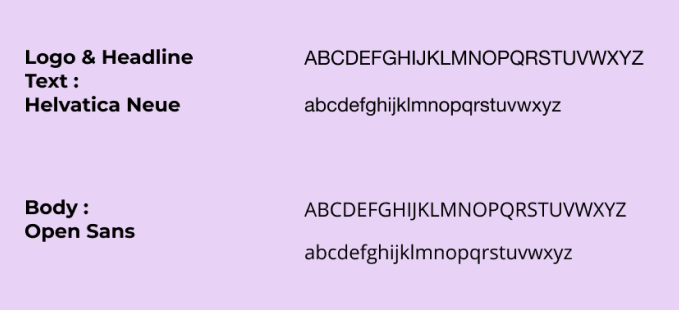 Logo & Headline
Text :
Helvatica Neue
ABCDEFGHIJKLMNOPQRSTUVWXYZ
abcdefghijklmnopqrstuvwxyz
Body :
Open Sans
ABCDEFGHIJKLMNOPQRSTUVWXYZ
abcdefghijklmnopqrstuvwxyz